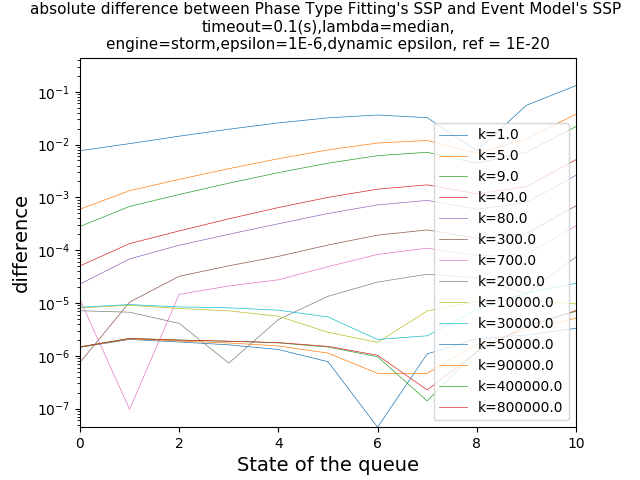 absolute difference between Phase Type Fitting's SSP and Event Model's SSP
timeout=0.1(s),lambda=median,
engine=storm,epsilon=1E-6,dynamic epsilon, ref = 1E-20
difference
10⁻¹
10⁻²
10⁻³
10⁻⁴
10⁻⁵
10⁻⁶
10⁻⁷
k=1.0
k=5.0
k=9.0
k=40.0
k=80.0
k=300.0
k=700.0
k=2000.0
k=10000.0
k=30000.0
k=50000.0
k=90000.0
k=400000.0
k=800000.0
0 2 4 6 8 10
State of the queue